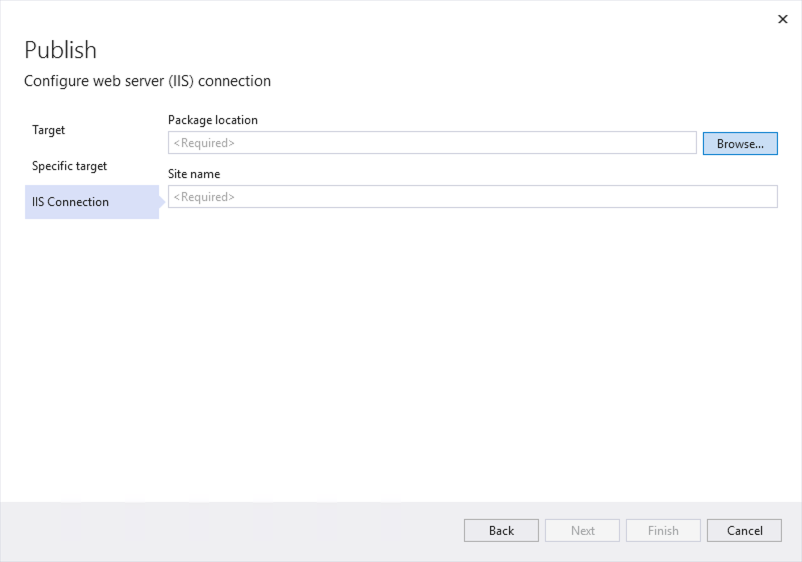 Publish
Configure web server (IIS) connection
Target
Specific target
IIS Connection
Package location
<Required>
Browse...
Site name
<Required>
Back
Next
Finish
Cancel